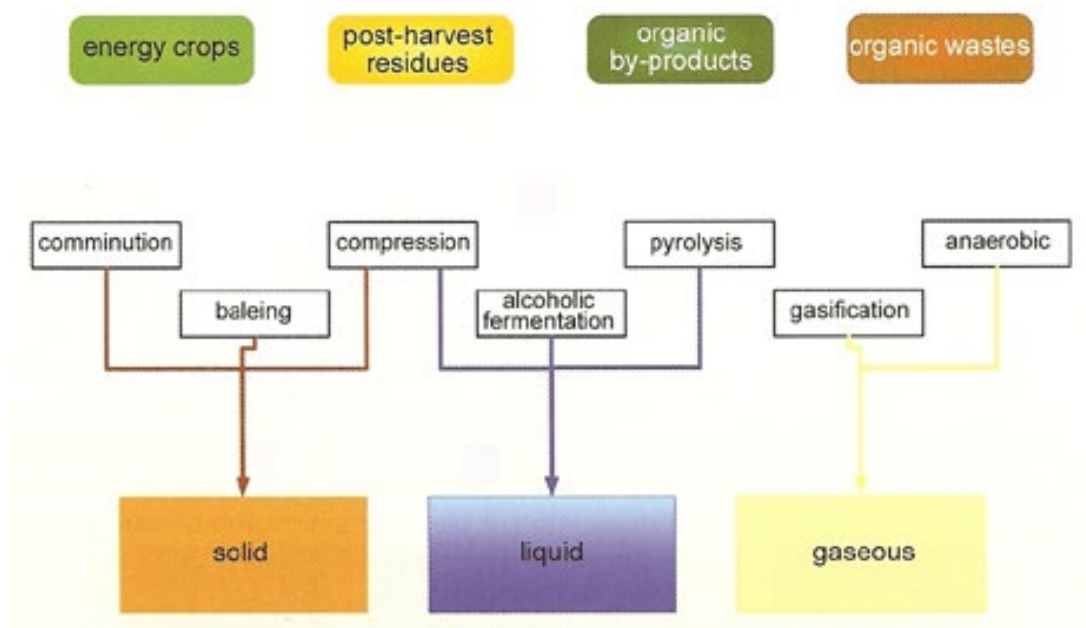 energy crops
post-harvest
residues
organic
by-products
organic wastes
comminution
compression
pyrolysis
anaerobic
baleing
alcoholic
fermentation
gasification
solid
liquid
gaseous